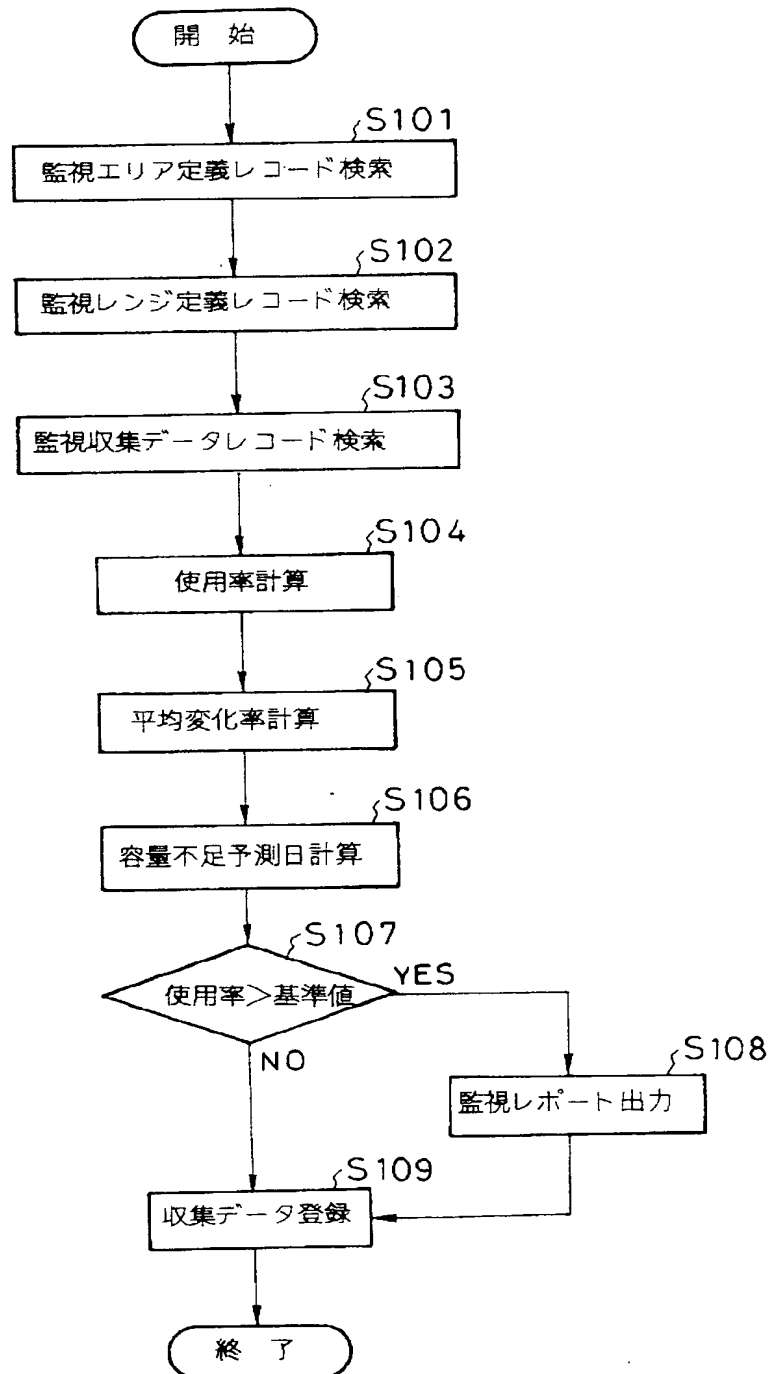 開 始
S101
監視エリア定義レコード検索
S102
監視レンジ定義レコード検索
S103
監視収集データレコード検索
S104
使用率計算
S105
平均変化率計算
S106
容量不足予測日計算
S107
使用率＞基準値
YES
NO
S108
監視レポート出力
S109
収集データ登録
終 了